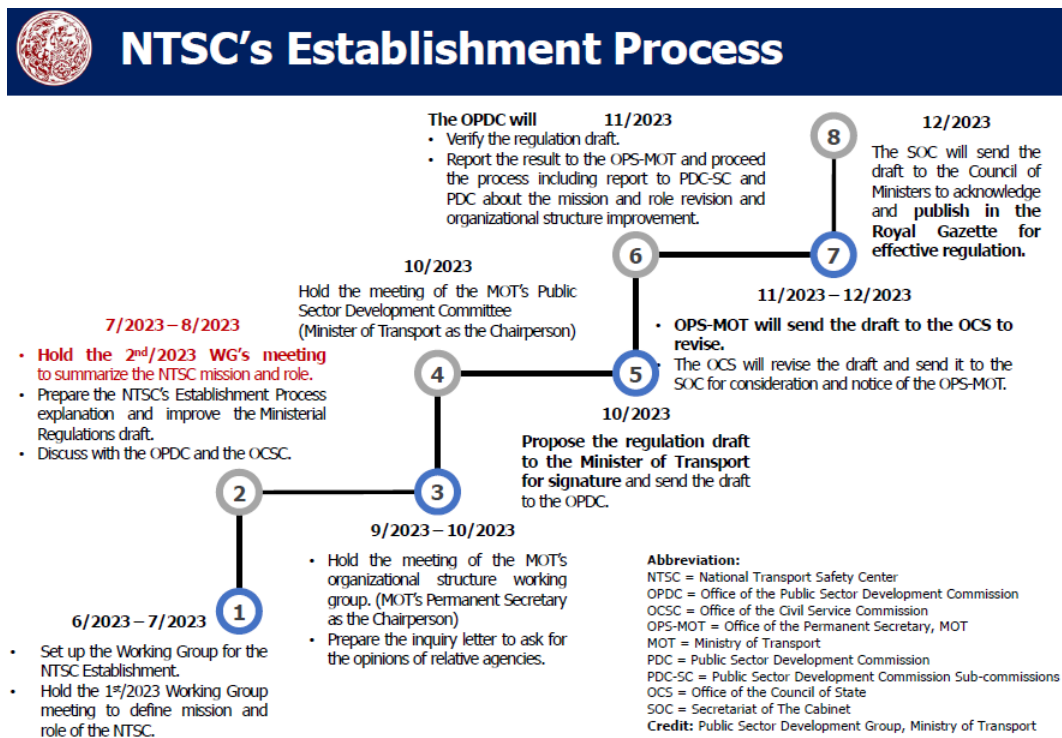 NTSC's Establishment Process
6/2023 – 7/2023
• Set up the Working Group for the
NTSC Establishment.
• Hold the 1st/2023 Working Group
meeting to define mission and
role of the NTSC.
1
7/2023 – 8/2023
• Hold the 2nd/2023 WG's meeting
to summarize the NTSC mission and role.
• Prepare the NTSC's Establishment Process
explanation and improve the Ministerial
Regulations draft.
• Discuss with the OPDC and the OCSC.
2
3
9/2023 – 10/2023
• Hold the meeting of the MOT's
organizational structure working
group. (MOT's Permanent Secretary
as the Chairperson)
• Prepare the inquiry letter to ask for
the opinions of relative agencies.
10/2023
Hold the meeting of the MOT's Public
Sector Development Committee
(Minister of Transport as the Chairperson)
4
5
10/2023
Propose the regulation draft
to the Minister of Transport
for signature and send the draft
to the OPDC.
The OPDC will 11/2023
• Verify the regulation draft.
• Report the result to the OPS-MOT and proceed
the process including report to PDC-SC and
PDC about the mission and role revision and
organizational structure improvement.
6
7
11/2023 – 12/2023
• OPS-MOT will send the draft to the OCS to
revise.
• The OCS will revise the draft and send it to the
SOC for consideration and notice of the OPS-MOT.
8
12/2023
The SOC will send the
draft to the Council of
Ministers to acknowledge
and publish in the
Royal Gazette for
effective regulation.
Abbreviation:
NTSC = National Transport Safety Center
OPDC = Office of the Public Sector Development Commission
OCSC = Office of the Civil Service Commission
OPS-MOT = Office of the Permanent Secretary, MOT
MOT = Ministry of Transport
PDC = Public Sector Development Commission
PDC-SC = Public Sector Development Commission Sub-commissions
OCS = Office of the Council of State
SOC = Secretariat of The Cabinet
Credit: Public Sector Development Group, Ministry of Transport